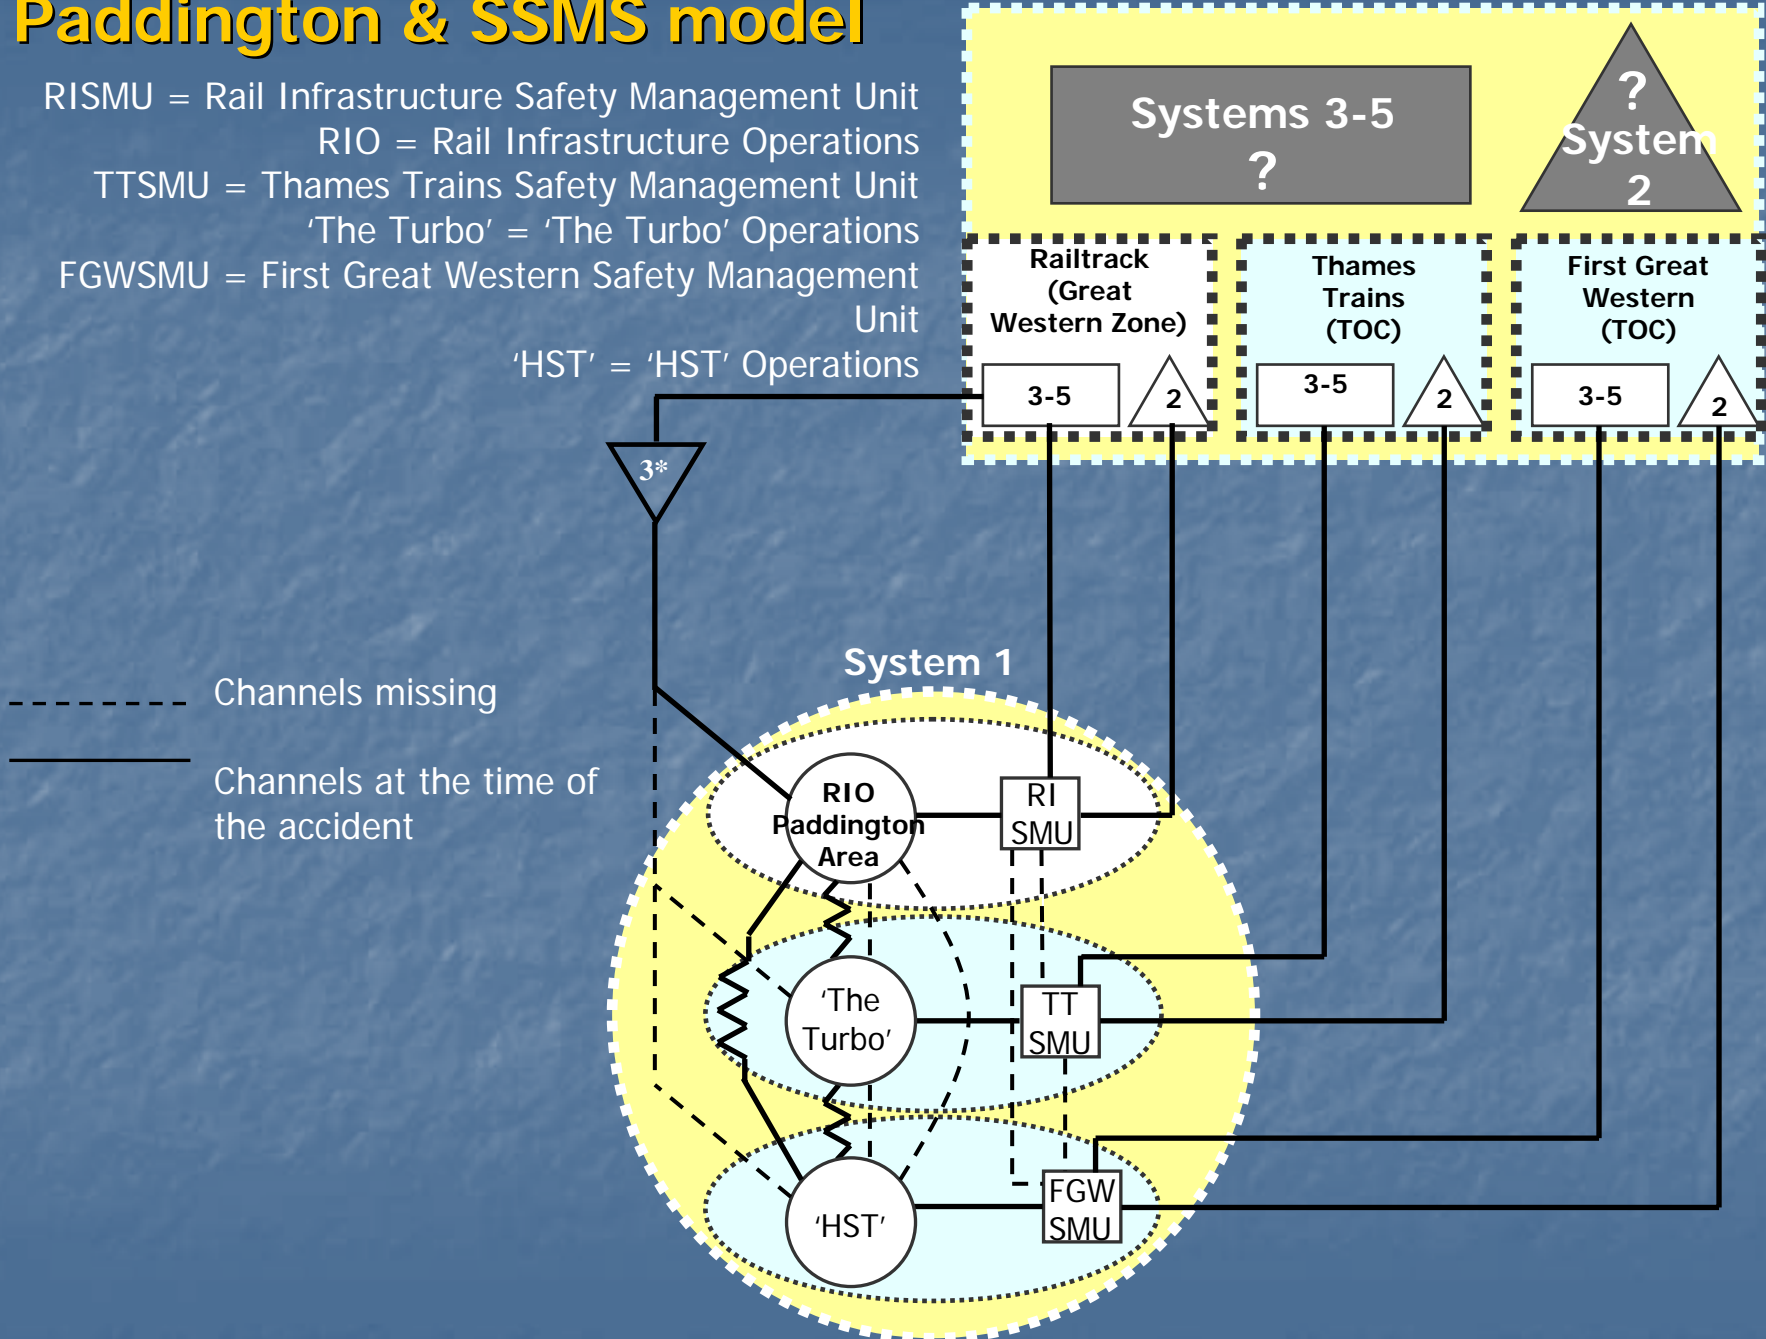 Paddington & SSMS model
RISMU = Rail Infrastructure Safety Management Unit
RIO = Rail Infrastructure Operations
TTSMU = Thames Trains Safety Management Unit
‘The Turbo’ = ‘The Turbo’ Operations
FGWSMU = First Great Western Safety Management
Unit
‘HST’ = ‘HST’ Operations
Systems 3-5
?
?
System
2
Railtrack
(Great
Western Zone)
3-5
2
Thames
Trains
(TOC)
3-5
2
First Great
Western
(TOC)
3-5
2
3*
Channels missing
Channels at the time of
the accident
System 1
RIO
Paddington
Area
RI
SMU
‘The
Turbo’
TT
SMU
‘HST’
FGW
SMU